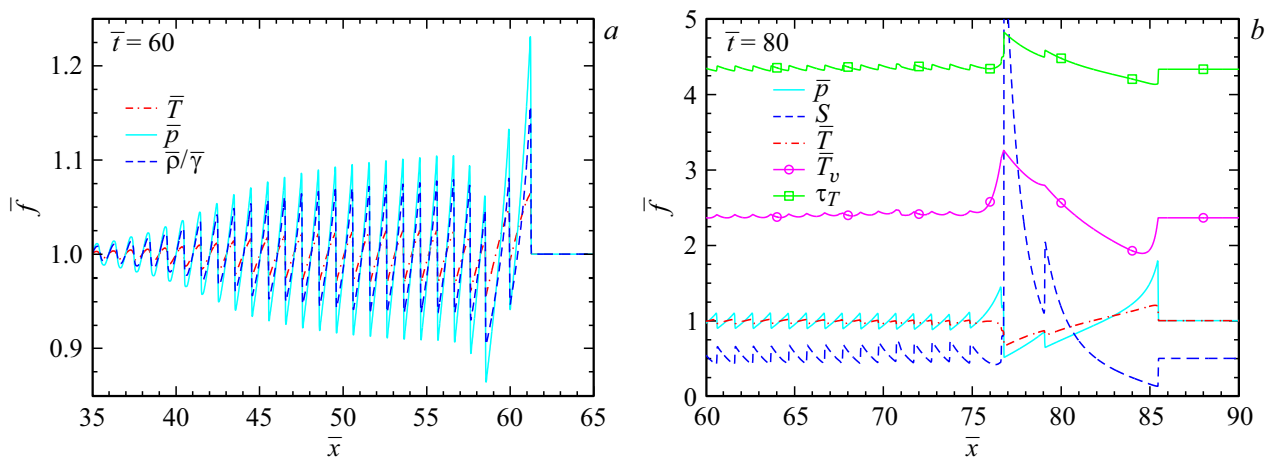 t̅ = 60
a
T̅
p̅
ρ̅/γ̅
f̅
1.2
1.1
1.0
0.9
35 40 45 50 55 60 65
x̅
t̅ = 80
b
p̅
S
T̅
T̅v
τT
f̅
5
4
3
2
1
0
60 65 70 75 80 85 90
x̅